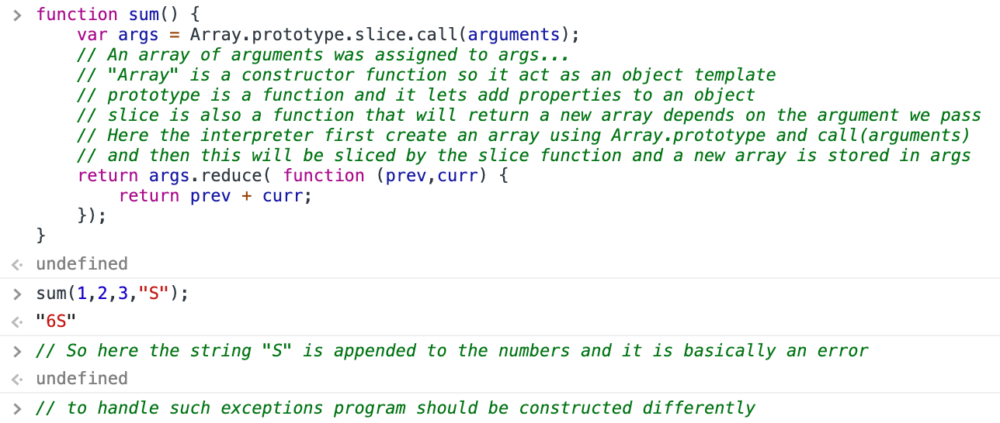 > function sum() {
var args = Array.prototype.slice.call(arguments);
// An array of arguments was assigned to args...
// "Array" is a constructor function so it act as an object template
// prototype is a function and it lets add properties to an object
// slice is also a function that will return a new array depends on the argument we pass
// Here the interpreter first create an array using Array.prototype and call(arguments)
// and then this will be sliced by the slice function and a new array is stored in args
return args.reduce( function (prev,curr) {
return prev + curr;
});
}
undefined
> sum(1,2,3,"S");
"6S"
> // So here the string "S" is appended to the numbers and it is basically an error
undefined
> // to handle such exceptions program should be constructed differently